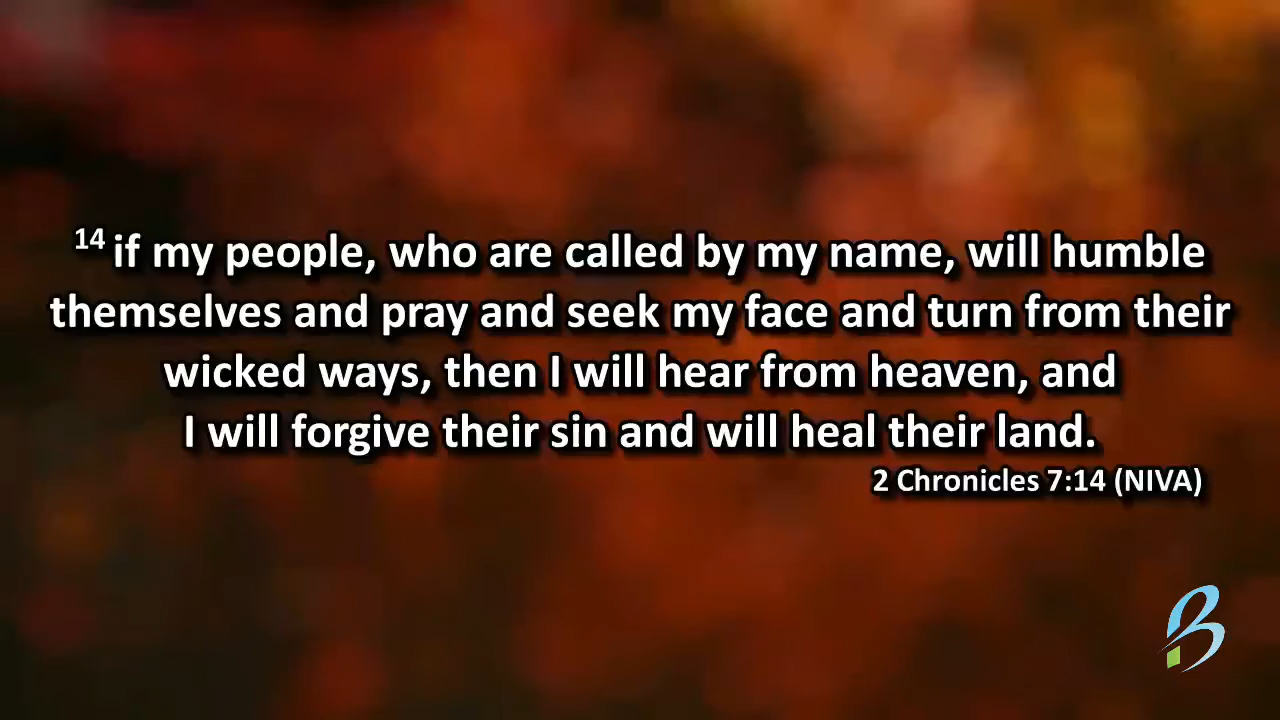 14 if my people, who are called by my name, will humble
themselves and pray and seek my face and turn from their
wicked ways, then I will hear from heaven, and
I will forgive their sin and will heal their land.
2 Chronicles 7:14 (NIVA)
B